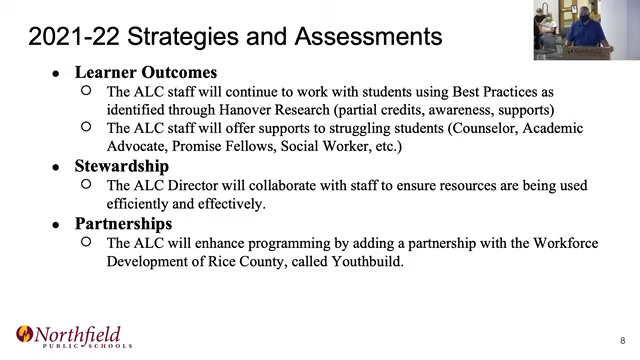 2021-22 Strategies and Assessments
● Learner Outcomes
○ The ALC staff will continue to work with students using Best Practices as
identified through Hanover Research (partial credits, awareness, supports)
○ The ALC staff will offer supports to struggling students (Counselor, Academic
Advocate, Promise Fellows, Social Worker, etc.)
● Stewardship
○ The ALC Director will collaborate with staff to ensure resources are being used
efficiently and effectively.
● Partnerships
○ The ALC will enhance programming by adding a partnership with the Workforce
Development of Rice County, called Youthbuild.
Northfield
PUBLIC SCHOOLS
8